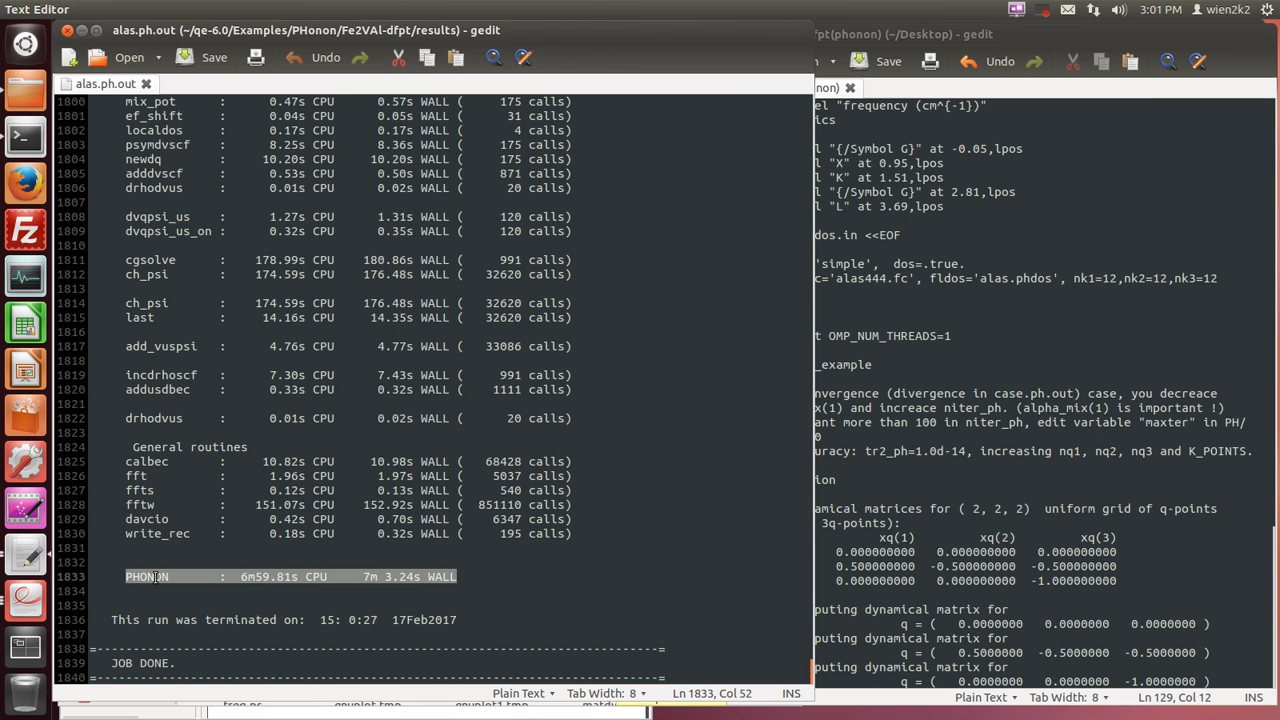 Text Editor
3:01 PM
wien2k2
alas.ph.out (~/qe-6.0/Examples/PHonon/Fe2VAl-dfpt/results) - gedit
Open
Save
Undo
alas.ph.out
1800 mix_pot : 0.47s CPU 0.57s WALL ( 175 calls)
1801 ef_shift : 0.04s CPU 0.05s WALL ( 31 calls)
1802 localdos : 0.17s CPU 0.17s WALL ( 4 calls)
1803 psymdvscf : 8.25s CPU 8.36s WALL ( 175 calls)
1804 newdq : 10.20s CPU 10.20s WALL ( 175 calls)
1805 adddvscf : 0.53s CPU 0.50s WALL ( 871 calls)
1806 drhodvus : 0.01s CPU 0.02s WALL ( 20 calls)
1807
1808 dvqpsi_us : 1.27s CPU 1.31s WALL ( 120 calls)
1809 dvqpsi_us_on : 0.32s CPU 0.35s WALL ( 120 calls)
1810
1811 cgsolve : 178.99s CPU 180.86s WALL ( 991 calls)
1812 ch_psi : 174.59s CPU 176.48s WALL ( 32620 calls)
1813
1814 ch_psi : 174.59s CPU 176.48s WALL ( 32620 calls)
1815 last : 14.16s CPU 14.35s WALL ( 32620 calls)
1816
1817 add_vuspsi : 4.76s CPU 4.77s WALL ( 33086 calls)
1818
1819 incdrhoscf : 7.30s CPU 7.43s WALL ( 991 calls)
1820 addusdbec : 0.33s CPU 0.32s WALL ( 1111 calls)
1821
1822 drhodvus : 0.01s CPU 0.02s WALL ( 20 calls)
1823
1824 General routines
1825 calbec : 10.82s CPU 10.98s WALL ( 68428 calls)
1826 fft : 1.96s CPU 1.97s WALL ( 5037 calls)
1827 ffts : 0.12s CPU 0.13s WALL ( 540 calls)
1828 fftw : 151.07s CPU 152.92s WALL ( 851110 calls)
1829 davcio : 0.42s CPU 0.70s WALL ( 6347 calls)
1830 write_rec : 0.18s CPU 0.32s WALL ( 195 calls)
1831
1832
1833 PHONON : 6m59.81s CPU 7m 3.24s WALL
1834
1835
1836 This run was terminated on: 15: 0:27 17Feb2017
1837
1838 =------------------------------------------------------------------------------=
1839 JOB DONE.
1840 =------------------------------------------------------------------------------=
Plain Text
Tab Width: 8
Ln 1833, Col 52
INS
fpt(phonon) (~/Desktop) - gedit
Save
Undo
non)
el "frequency (cm^{-1})"
ics
l "{/Symbol G}" at -0.05,lpos
l "X" at 0.95,lpos
l "K" at 1.51,lpos
l "{/Symbol G}" at 2.81,lpos
l "L" at 3.69,lpos
dos.in <<EOF
'simple', dos=.true.
c='alas444.fc', fldos='alas.phdos', nk1=12,nk2=12,nk3=12
t OMP_NUM_THREADS=1
_example
nvergence (divergence in case.ph.out) case, you decreace
x(1) and increace niter_ph. (alpha_mix(1) is important !)
want more than 100 in niter_ph, edit variable "maxter" in PH/
0
uracy: tr2_ph=1.0d-14, increasing nq1, nq2, nq3 and K_POINTS.
ion
amical matrices for ( 2, 2, 2) uniform grid of q-points
3q-points):
xq(1) xq(2) xq(3)
0.000000000 0.000000000 0.000000000
0.500000000 -0.500000000 -0.500000000
0.000000000 0.000000000 -1.000000000
puting dynamical matrix for
q = ( 0.0000000 0.0000000 0.0000000 )
puting dynamical matrix for
q = ( 0.5000000 -0.5000000 -0.5000000 )
puting dynamical matrix for
q = ( 0.0000000 0.0000000 -1.0000000 )
Plain Text
Tab Width: 8
Ln 129, Col 12
INS